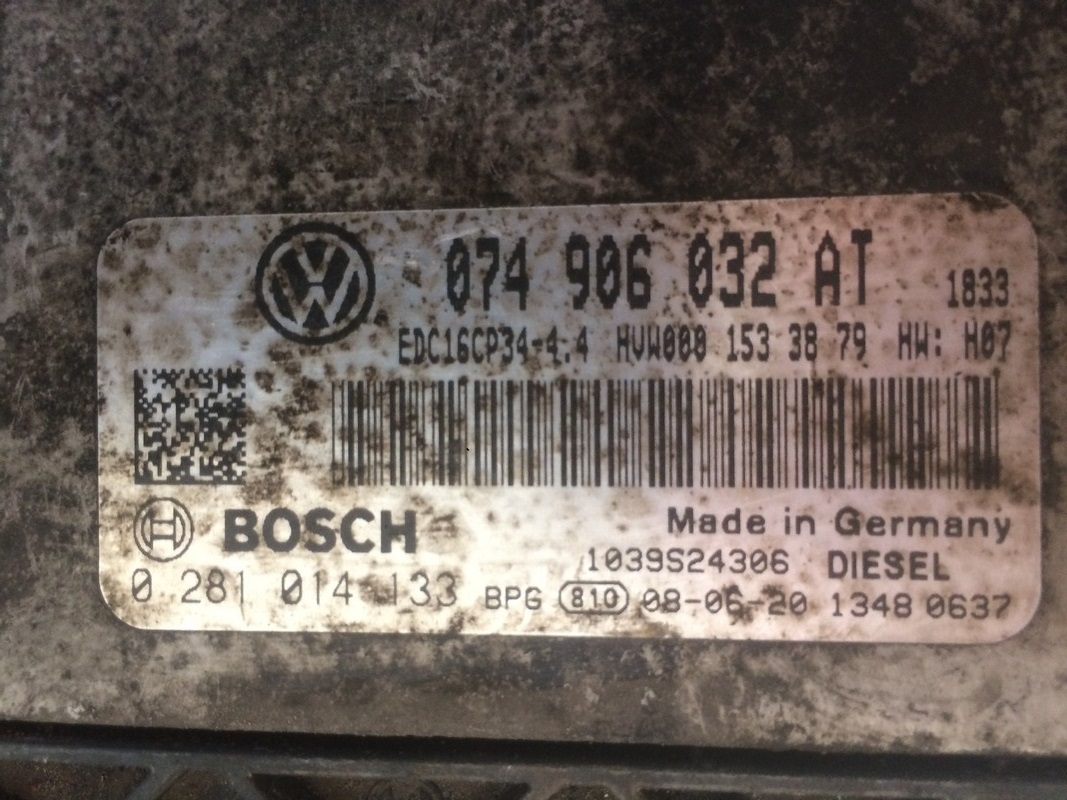 074 906 032 AT 1833
EDC16CP34-4.4 HVW000 153 38 79 HW: H07
BOSCH
Made in Germany
1039S24306 DIESEL
0 281 014 133 BPG 810 08-06-20 1348 0637